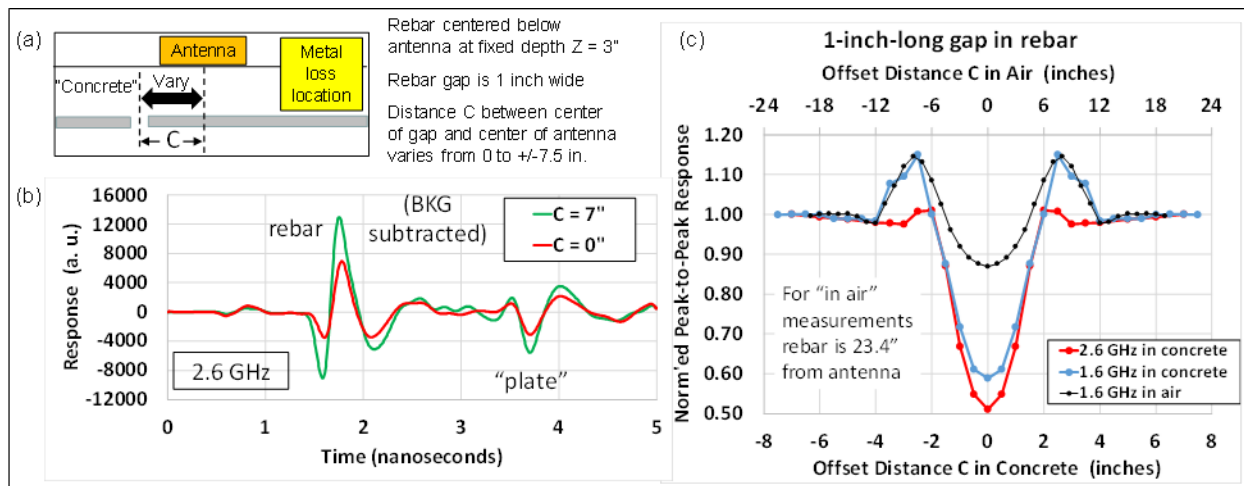 (a)
Antenna
Metal
loss
location
"Concrete"
Vary
C
Rebar centered below
antenna at fixed depth Z = 3"
Rebar gap is 1 inch wide
Distance C between center
of gap and center of antenna
varies from 0 to +/-7.5 in.
(b)
16000
12000
8000
4000
0
-4000
-8000
-12000
Response (a. u.)
rebar
(BKG
subtracted)
C = 7"
C = 0"
2.6 GHz
"plate"
0 1 2 3 4 5
Time (nanoseconds)
(c)
1-inch-long gap in rebar
Offset Distance C in Air (inches)
-24 -18 -12 -6 0 6 12 18 24
1.20
1.10
1.00
0.90
0.80
0.70
0.60
0.50
Norm'ed Peak-to-Peak Response
For "in air"
measurements
rebar is 23.4"
from antenna
2.6 GHz in concrete
1.6 GHz in concrete
1.6 GHz in air
-8 -6 -4 -2 0 2 4 6 8
Offset Distance C in Concrete (inches)